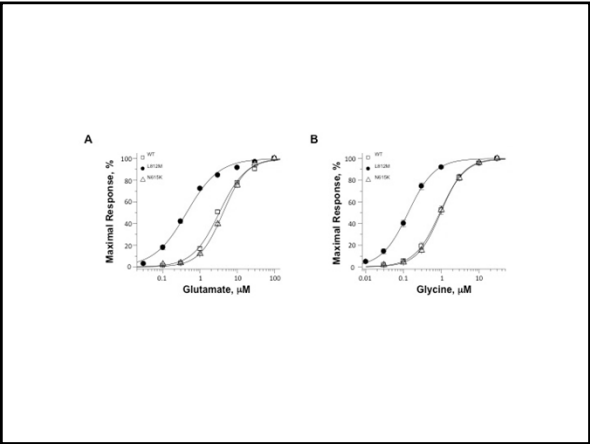 A
B
WT
L812M
N615K
WT
L812M
N615K
Maximal Response, %
100
80
60
40
20
0
0.1
1
10
100
Glutamate, µM
Maximal Response, %
100
80
60
40
20
0
0.01
0.1
1
10
Glycine, µM